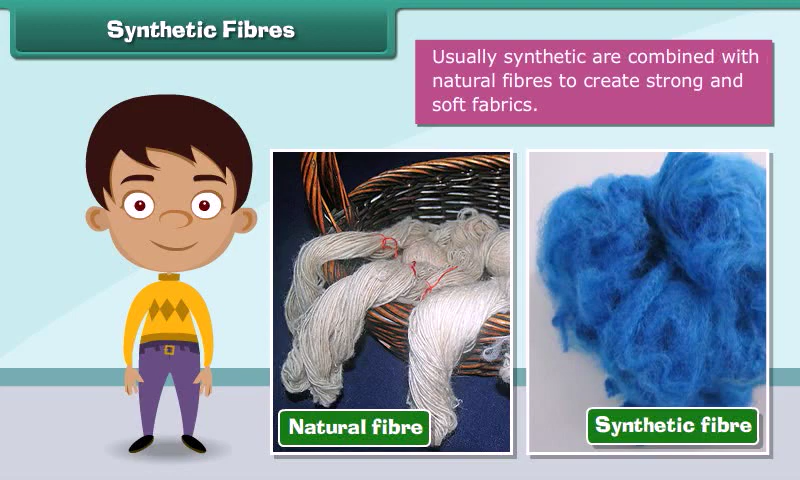 Synthetic Fibres
Usually synthetic are combined with
natural fibres to create strong and
soft fabrics.
Natural fibre
Synthetic fibre